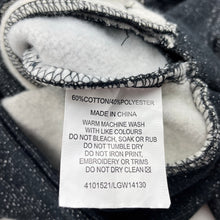 60%COTTON/40%POLYESTER
MADE IN CHINA
WARM MACHINE WASH
WITH LIKE COLOURS
DO NOT BLEACH, SOAK OR RUB
DO NOT TUMBLE DRY
DO NOT IRON PRINT,
EMBROIDERY OR TRIMS
DO NOT DRY CLEAN
4101521/LGW14130